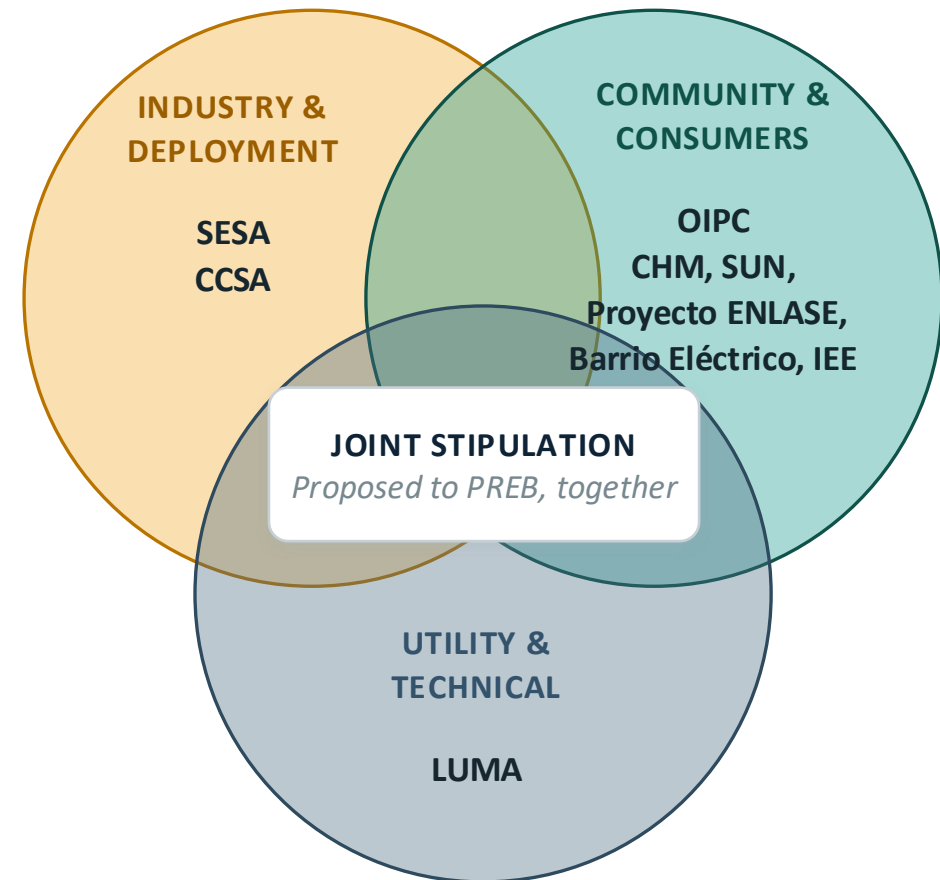 INDUSTRY &
DEPLOYMENT
SESA
CCSA
COMMUNITY &
CONSUMERS
OIPC
CHM, SUN,
Proyecto ENLASE,
Barrio Eléctrico, IEE
JOINT STIPULATION
Proposed to PREB, together
UTILITY &
TECHNICAL
LUMA